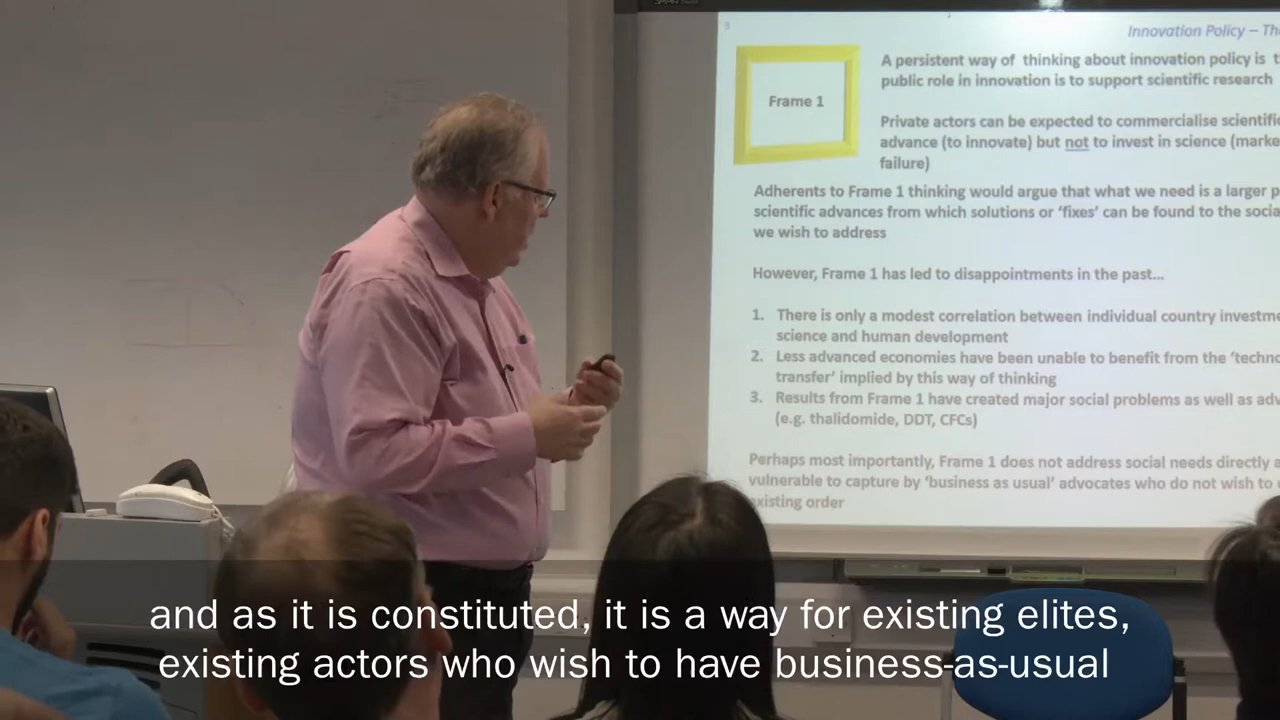 6
Innovation Policy – Th
Frame 1
A persistent way of thinking about innovation policy is t
public role in innovation is to support scientific research
Private actors can be expected to commercialise scientific
advance (to innovate) but not to invest in science (marke
failure)
Adherents to Frame 1 thinking would argue that what we need is a larger p
scientific advances from which solutions or ‘fixes’ can be found to the socia
we wish to address
However, Frame 1 has led to disappointments in the past…
1. There is only a modest correlation between individual country investme
science and human development
2. Less advanced economies have been unable to benefit from the ‘techno
transfer’ implied by this way of thinking
3. Results from Frame 1 have created major social problems as well as adv
(e.g. thalidomide, DDT, CFCs)
Perhaps most importantly, Frame 1 does not address social needs directly a
vulnerable to capture by ‘business as usual’ advocates who do not wish to
existing order
and as it is constituted, it is a way for existing elites,
existing actors who wish to have business-as-usual